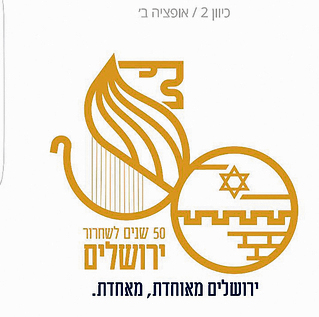 כיוון 2 / אופציה ב׳
50 שנים לשחרור
ירושלים
ירושלים מאוחדת, מאחדת.